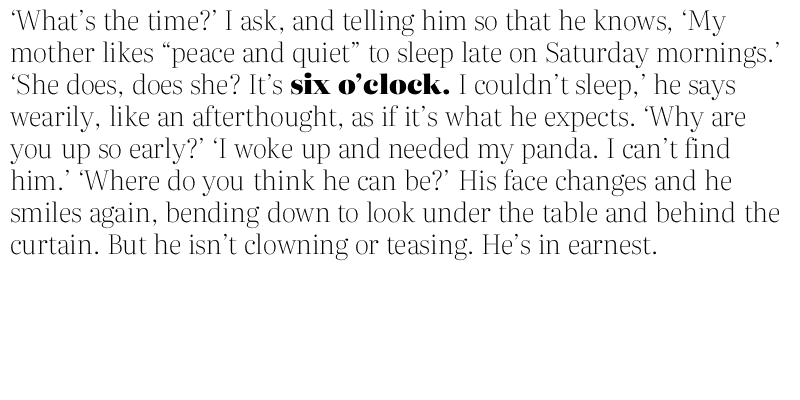 ‘What’s the time?’ I ask, and telling him so that he knows, ‘My
mother likes “peace and quiet” to sleep late on Saturday mornings.’
‘She does, does she? It’s six o’clock. I couldn’t sleep,’ he says
wearily, like an afterthought, as if it’s what he expects. ‘Why are
you up so early?’ ‘I woke up and needed my panda. I can’t find
him.’ ‘Where do you think he can be?’ His face changes and he
smiles again, bending down to look under the table and behind the
curtain. But he isn’t clowning or teasing. He’s in earnest.